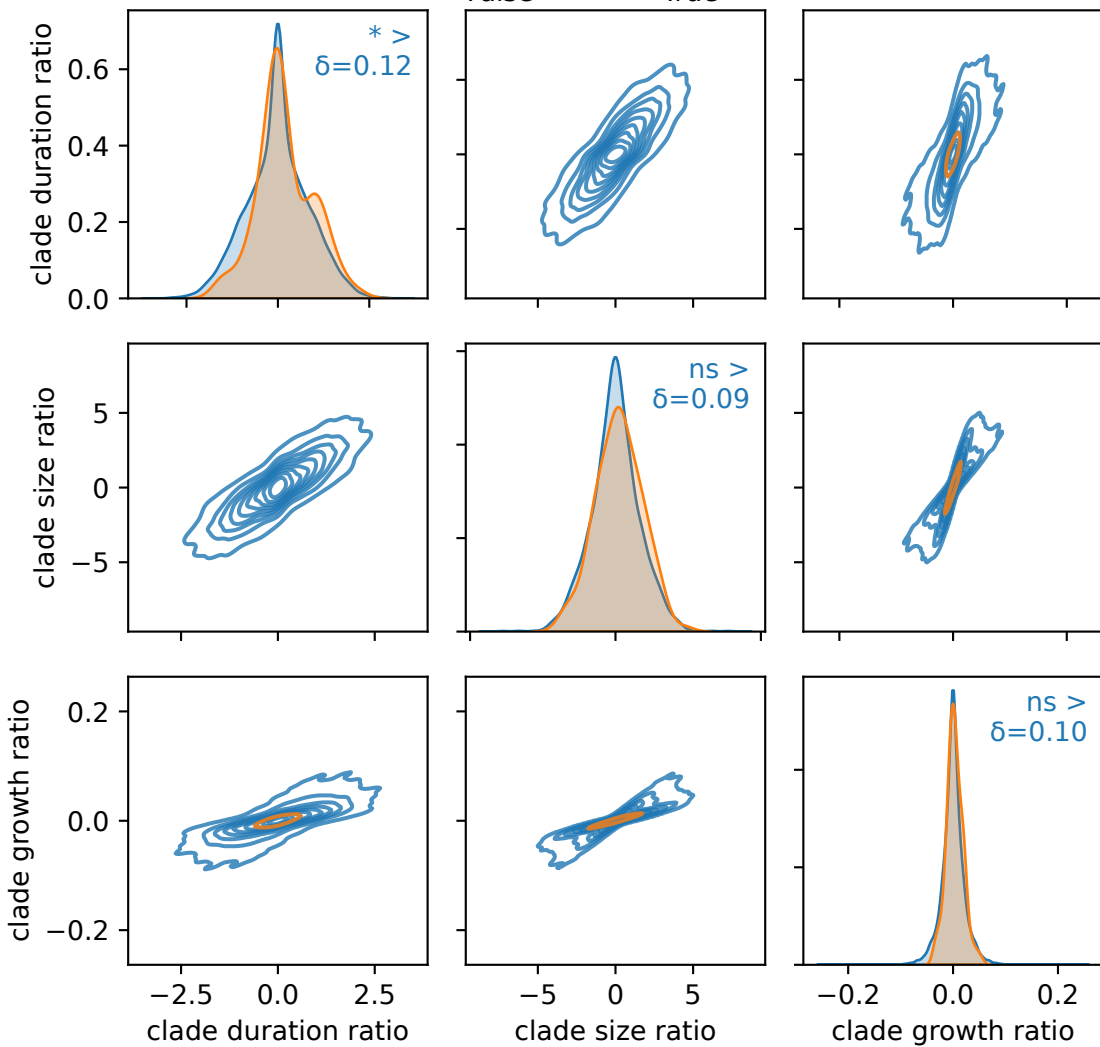 * >
δ=0.12
clade duration ratio
0.6
0.4
0.2
0.0
ns >
δ=0.09
clade size ratio
5
0
−5
ns >
δ=0.10
clade growth ratio
0.2
0.0
−0.2
−2.5 0.0 2.5
−5 0 5
−0.2 0.0 0.2
clade duration ratio
clade size ratio
clade growth ratio